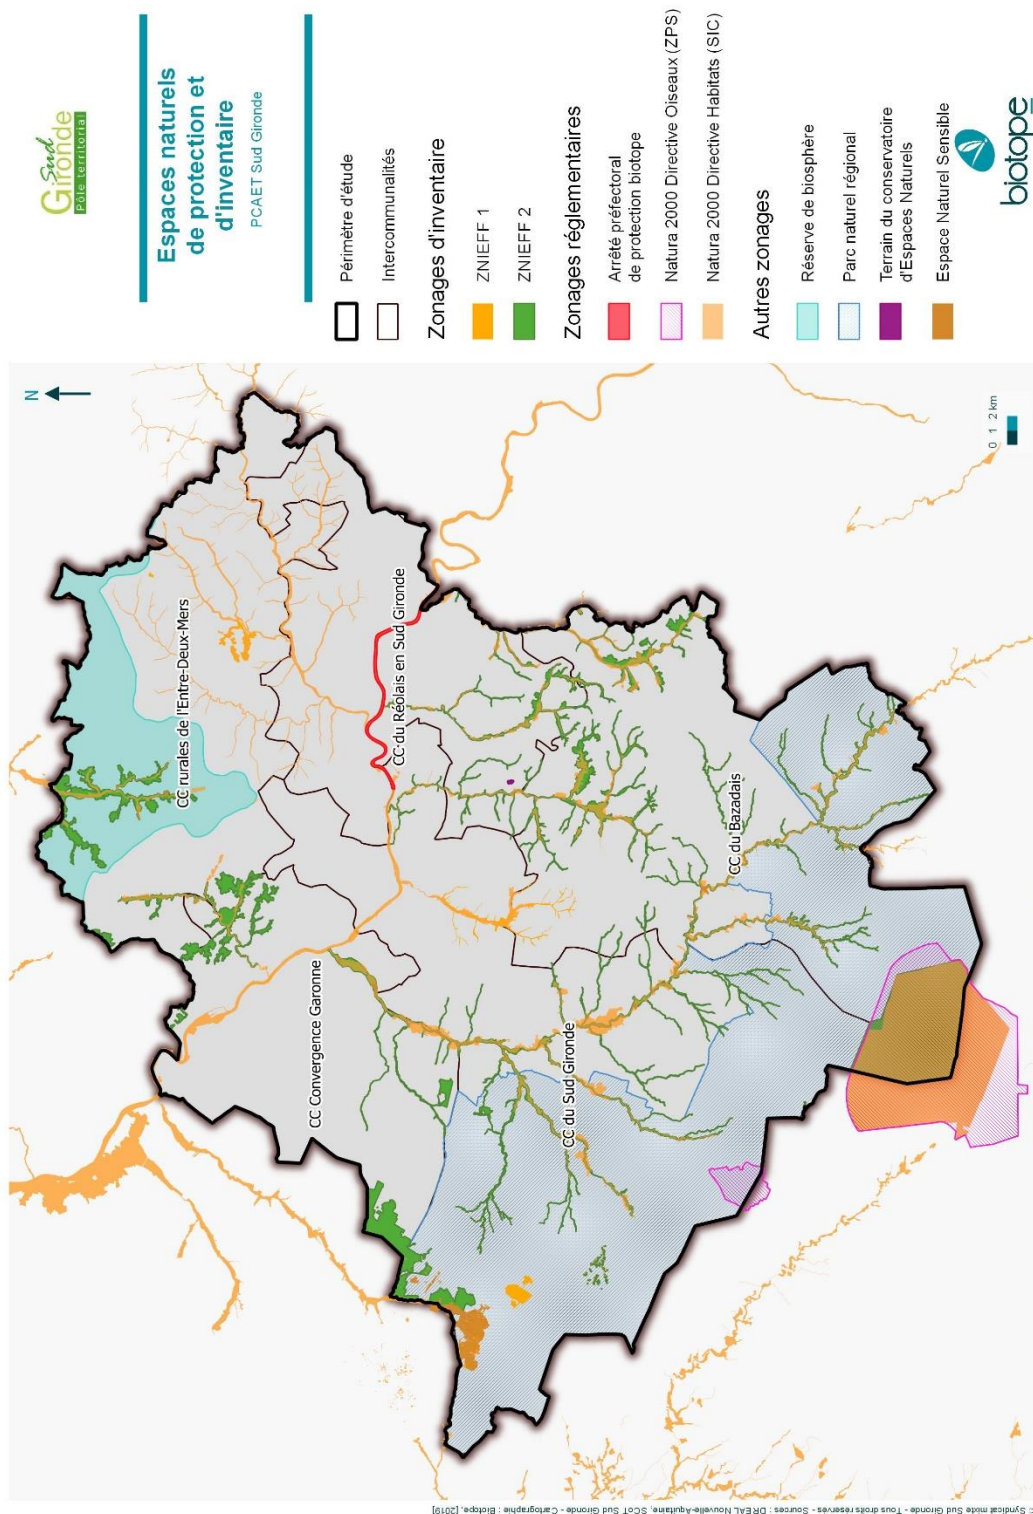 Sud
Gironde
Pôle territorial
Espaces naturels
de protection et
d'inventaire
PCAET Sud Gironde
Périmètre d'étude
Intercommunalités
Zonages d'inventaire
ZNIEFF 1
ZNIEFF 2
Zonages réglementaires
Arrêté préfectoral
de protection biotope
Natura 2000 Directive Oiseaux (ZPS)
Natura 2000 Directive Habitats (SIC)
Autres zonages
Réserve de biosphère
Parc naturel régional
Terrain du conservatoire
d'Espaces Naturels
Espace Naturel Sensible
biotope
N
CC rurales de l'Entre-Deux-Mers
CC du Réolais en Sud Gironde
CC Convergence Garonne
CC du Bazadais
CC du Sud Gironde
0 1 2 km
Syndicat mixte Sud Gironde - Tous droits réservés - Sources : DREAL Nouvelle-Aquitaine, SCoT Sud Gironde - Cartographie : Biotope, [2019]